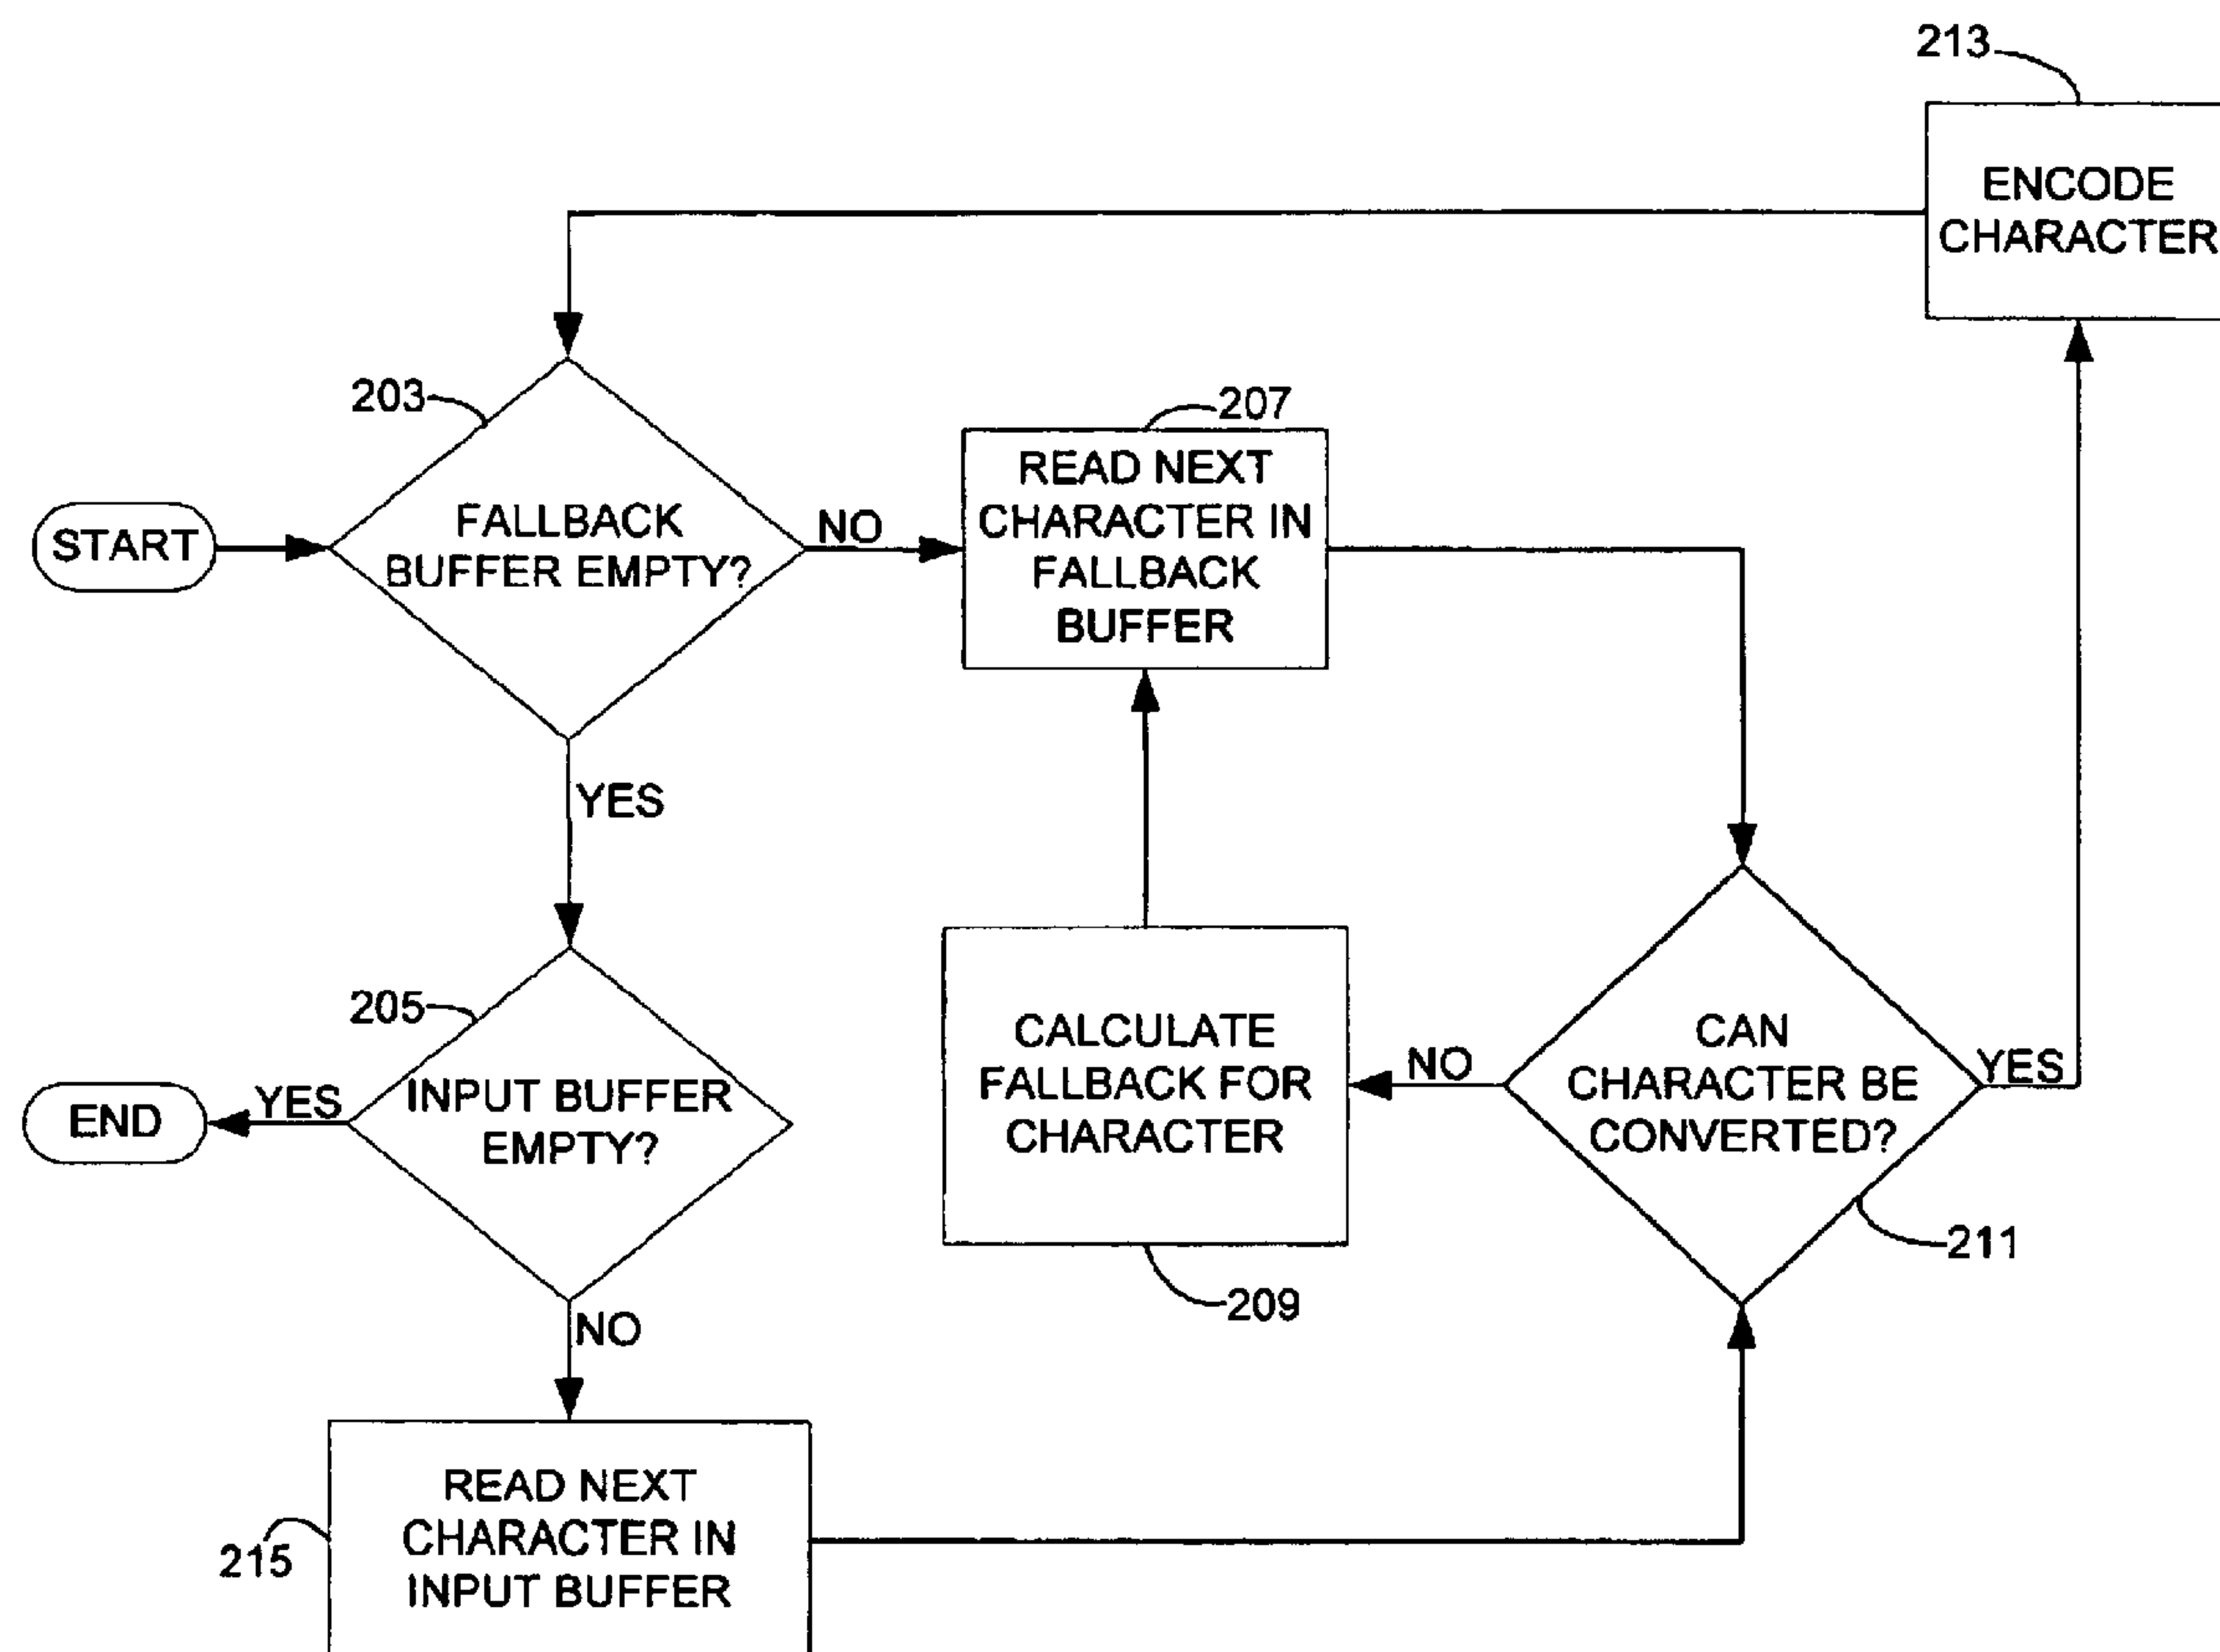 213
ENCODE
CHARACTER
203
FALLBACK
BUFFER EMPTY?
START
NO
207
READ NEXT
CHARACTER IN
FALLBACK
BUFFER
YES
205
INPUT BUFFER
EMPTY?
YES
END
NO
CALCULATE
FALLBACK FOR
CHARACTER
209
NO
CAN
CHARACTER BE
CONVERTED?
YES
211
215
READ NEXT
CHARACTER IN
INPUT BUFFER